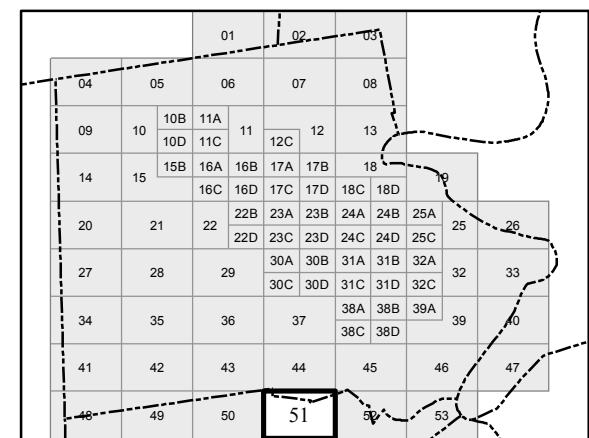 01 02 03
04 05 06 07 08
10B 11A
09 10 11 12 13
10D 11C 12C
15B 16A 16B 17A 17B 18
14 15 19
16C 16D 17C 17D 18C 18D
22B 23A 23B 24A 24B 25A
20 21 22 25 26
22D 23C 23D 24C 24D 25C
30A 30B 31A 31B 32A
27 28 29 32 33
30C 30D 31C 31D 32C
38A 38B 39A
34 35 36 37 39 40
38C 38D
41 42 43 44 45 46 47
48 49 50 51 52 53